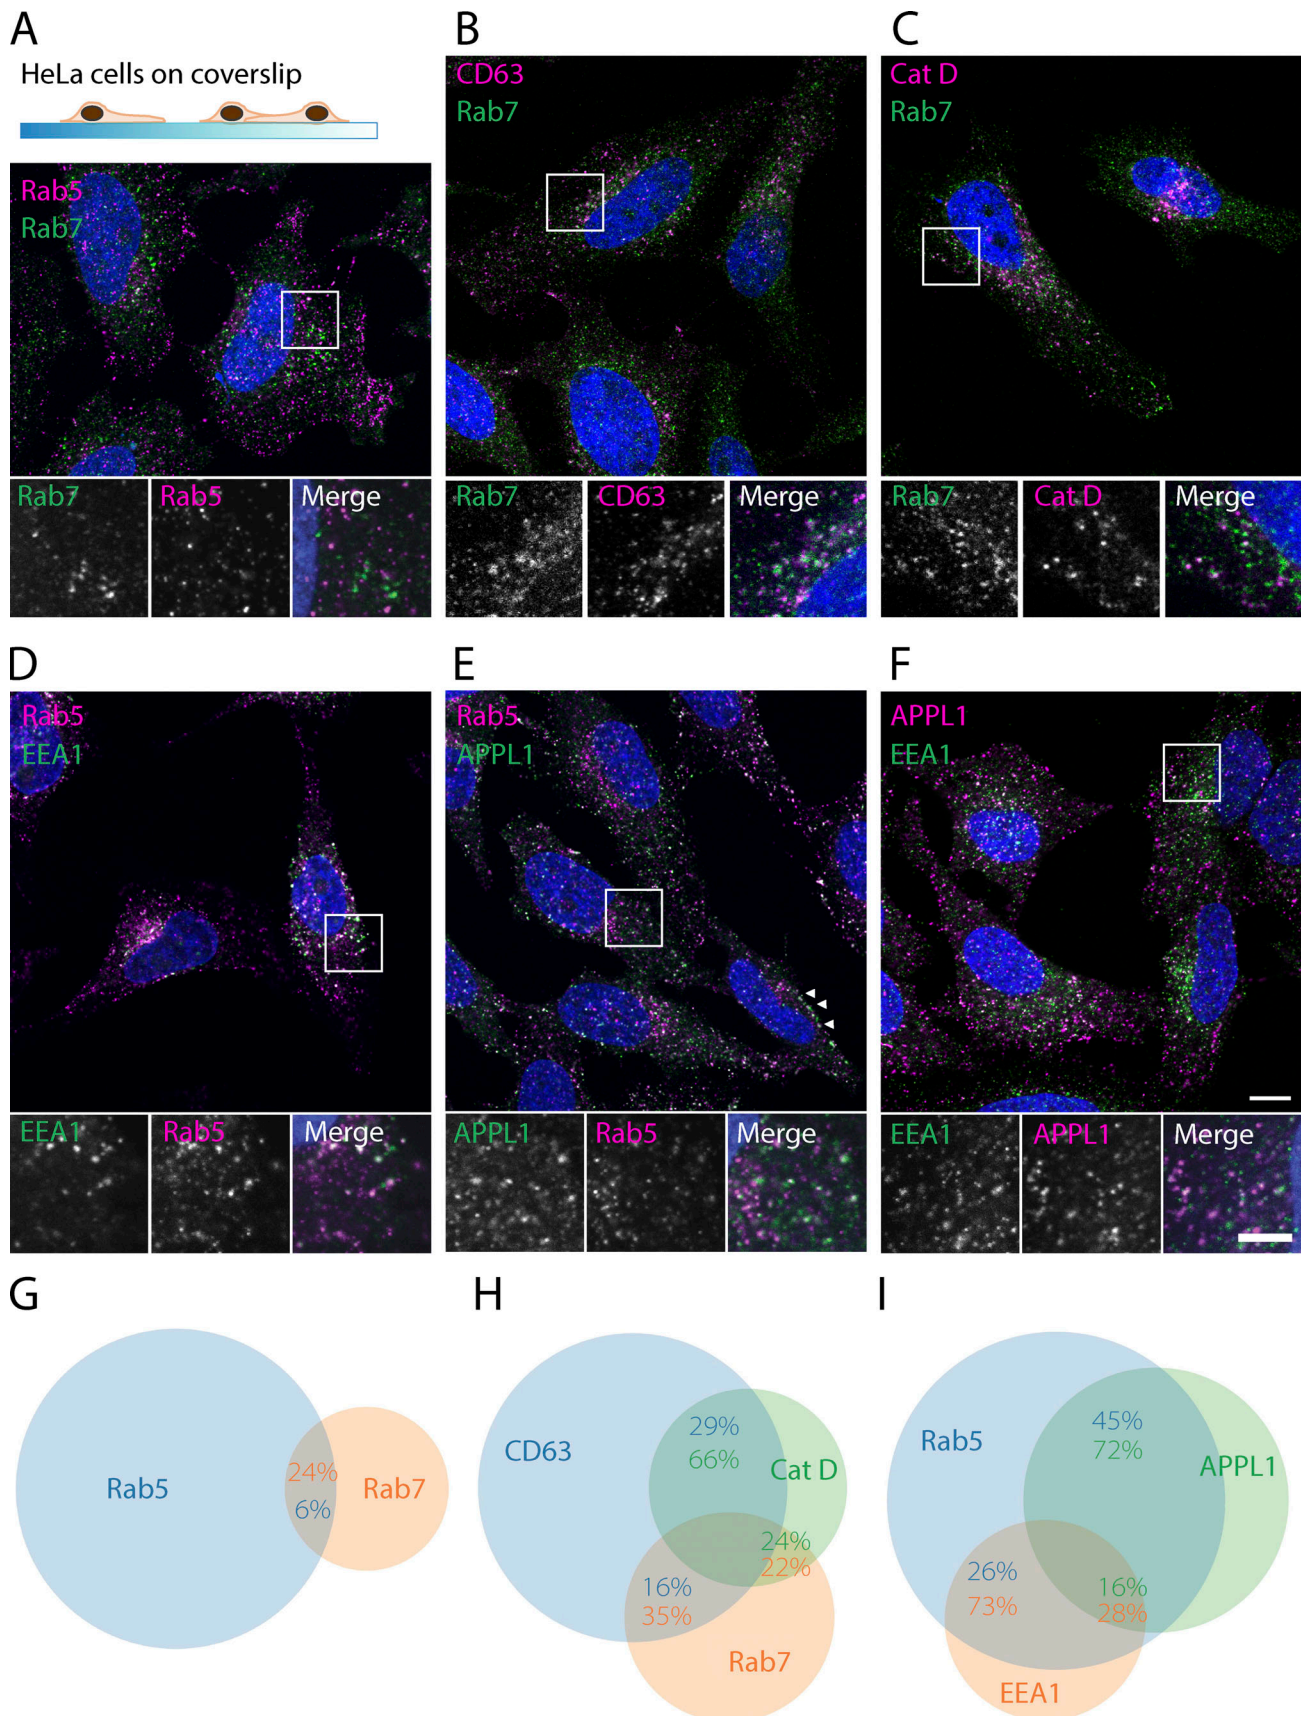 A
HeLa cells on coverslip
Rab5
Rab7
Rab7 Rab5 Merge
B
CD63
Rab7
Rab7 CD63 Merge
C
Cat D
Rab7
Rab7 Cat D Merge
D
Rab5
EEA1
EEA1 Rab5 Merge
E
Rab5
APPL1
APPL1 Rab5 Merge
F
APPL1
EEA1
EEA1 APPL1 Merge
G
Rab5
24%
6%
Rab7
H
CD63
29%
66%
Cat D
24%
22%
16%
35%
Rab7
I
Rab5
45%
72%
APPL1
26%
73%
16%
28%
EEA1